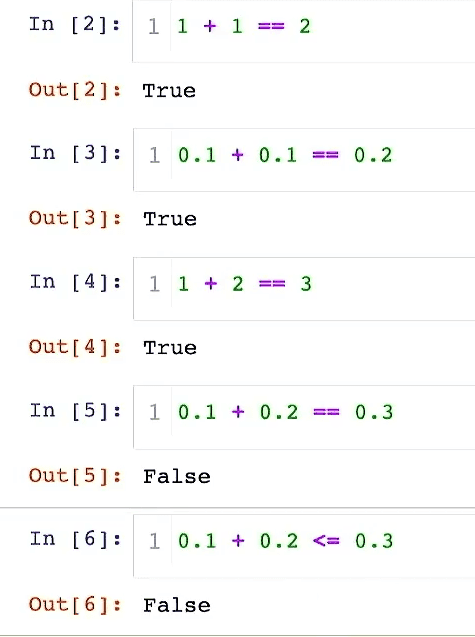 In [2]: 1 1 + 1 == 2
Out[2]: True
In [3]: 1 0.1 + 0.1 == 0.2
Out[3]: True
In [4]: 1 1 + 2 == 3
Out[4]: True
In [5]: 1 0.1 + 0.2 == 0.3
Out[5]: False
In [6]: 1 0.1 + 0.2 <= 0.3
Out[6]: False